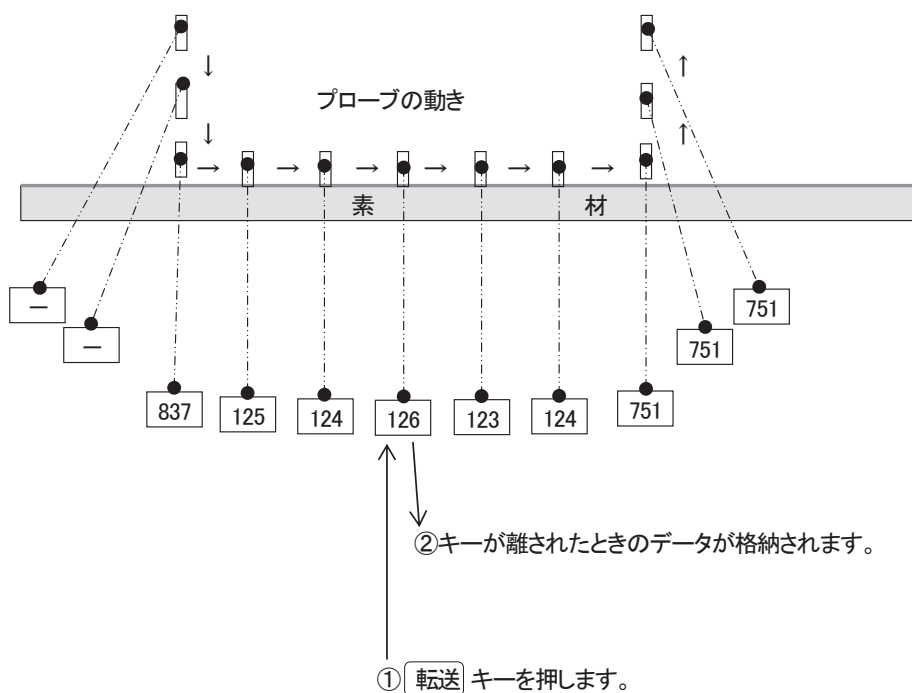 ↓
↑
プローブの動き
↓
↑
→ → → → → →
素 材
—
751
—
751
837 125 124 126 123 124 751
②キーが離されたときのデータが格納されます。
① 転送 キーを押します。